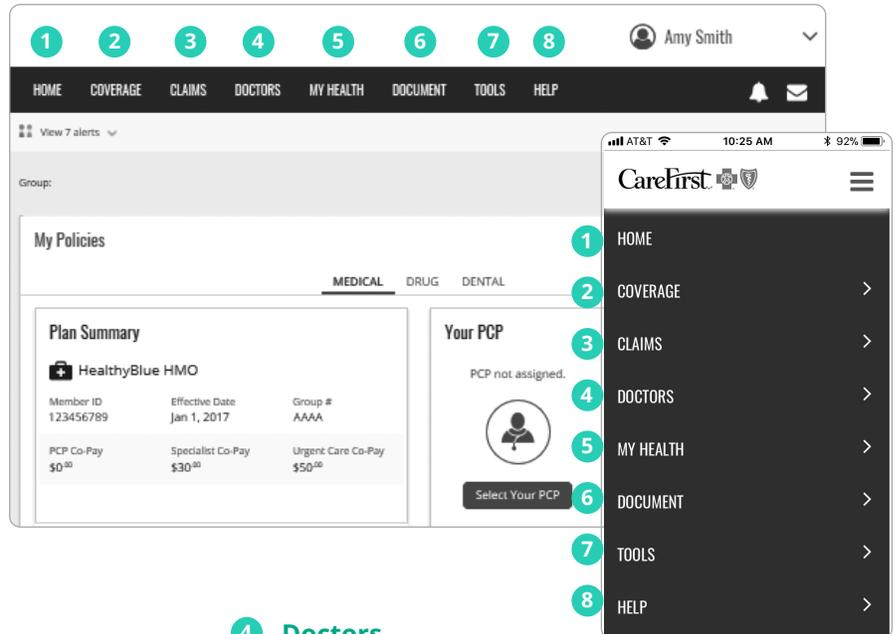 1 2 3 4 5 6 7 8
Amy Smith
HOME COVERAGE CLAIMS DOCTORS MY HEALTH DOCUMENT TOOLS HELP
View 7 alerts
Group:
My Policies
MEDICAL DRUG DENTAL
Plan Summary
HealthyBlue HMO
Member ID Effective Date Group #
123456789 Jan 1, 2017 AAAA
PCP Co-Pay Specialist Co-Pay Urgent Care Co-Pay
$0.00 $30.00 $50.00
Your PCP
PCP not assigned.
Select Your PCP
AT&T 10:25 AM 92%
CareFirst
1 HOME
2 COVERAGE
3 CLAIMS
4 DOCTORS
5 MY HEALTH
6 DOCUMENT
7 TOOLS
8 HELP
4 Doctors